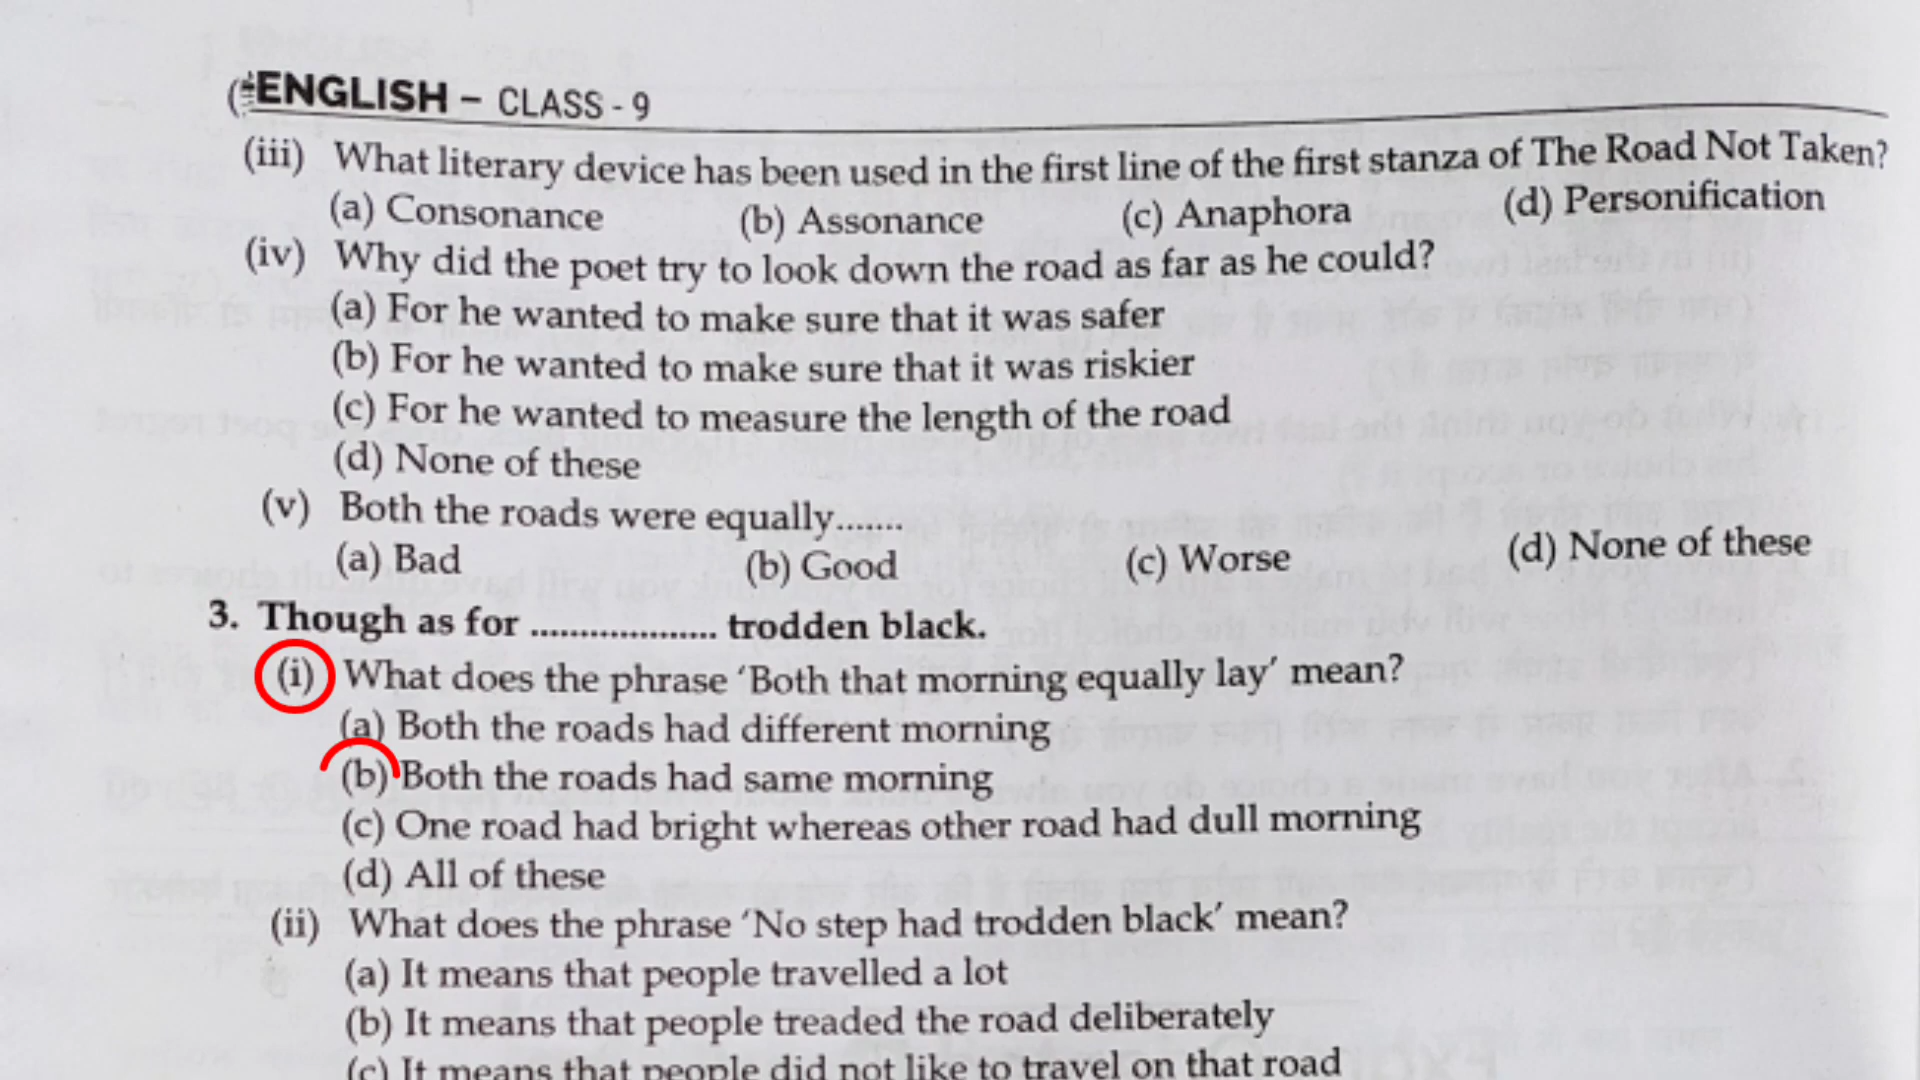 ENGLISH – CLASS - 9
(iii) What literary device has been used in the first line of the first stanza of The Road Not Taken?
(a) Consonance (b) Assonance (c) Anaphora (d) Personification
(iv) Why did the poet try to look down the road as far as he could?
(a) For he wanted to make sure that it was safer
(b) For he wanted to make sure that it was riskier
(c) For he wanted to measure the length of the road
(d) None of these
(v) Both the roads were equally.......
(a) Bad (b) Good (c) Worse (d) None of these
3. Though as for ................... trodden black.
(i) What does the phrase ‘Both that morning equally lay’ mean?
(a) Both the roads had different morning
(b) Both the roads had same morning
(c) One road had bright whereas other road had dull morning
(d) All of these
(ii) What does the phrase ‘No step had trodden black’ mean?
(a) It means that people travelled a lot
(b) It means that people treaded the road deliberately
(c) It means that people did not like to travel on that road